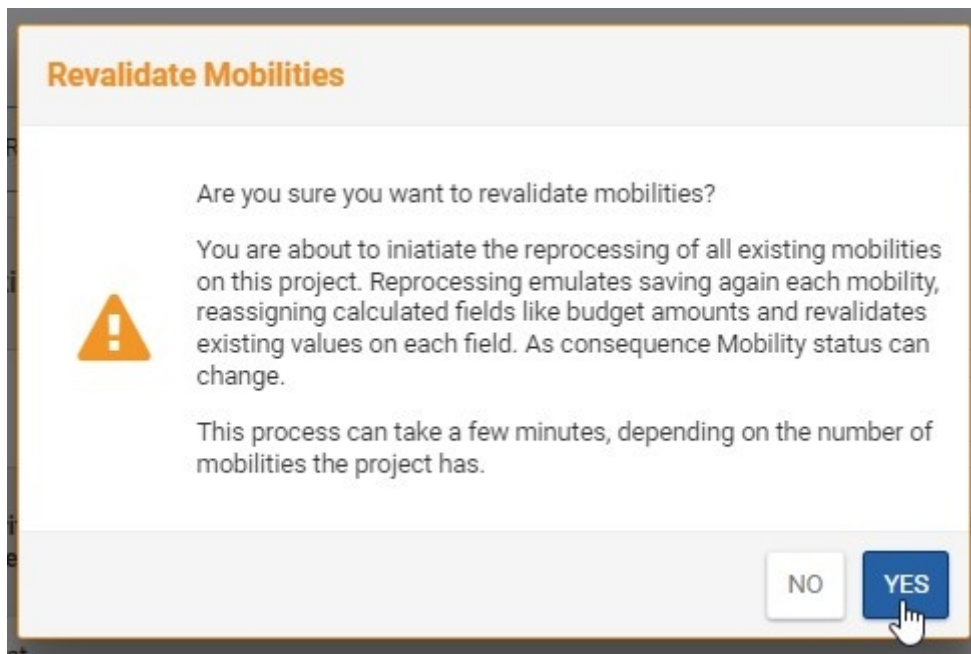 Revalidate Mobilities
Are you sure you want to revalidate mobilities?
You are about to iniatiate the reprocessing of all existing mobilities
on this project. Reprocessing emulates saving again each mobility,
reassigning calculated fields like budget amounts and revalidates
existing values on each field. As consequence Mobility status can
change.
This process can take a few minutes, depending on the number of
mobilities the project has.
NO
YES